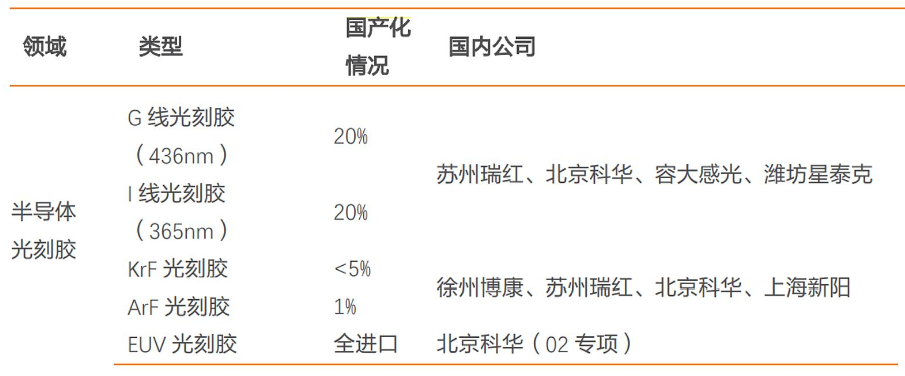 领域 类型 国产化情况 国内公司
半导体光刻胶
G 线光刻胶（436nm） 20%
I 线光刻胶（365nm） 20%
苏州瑞红、北京科华、容大感光、潍坊星泰克
KrF 光刻胶 <5%
ArF 光刻胶 1%
徐州博康、苏州瑞红、北京科华、上海新阳
EUV 光刻胶 全进口 北京科华（02 专项）